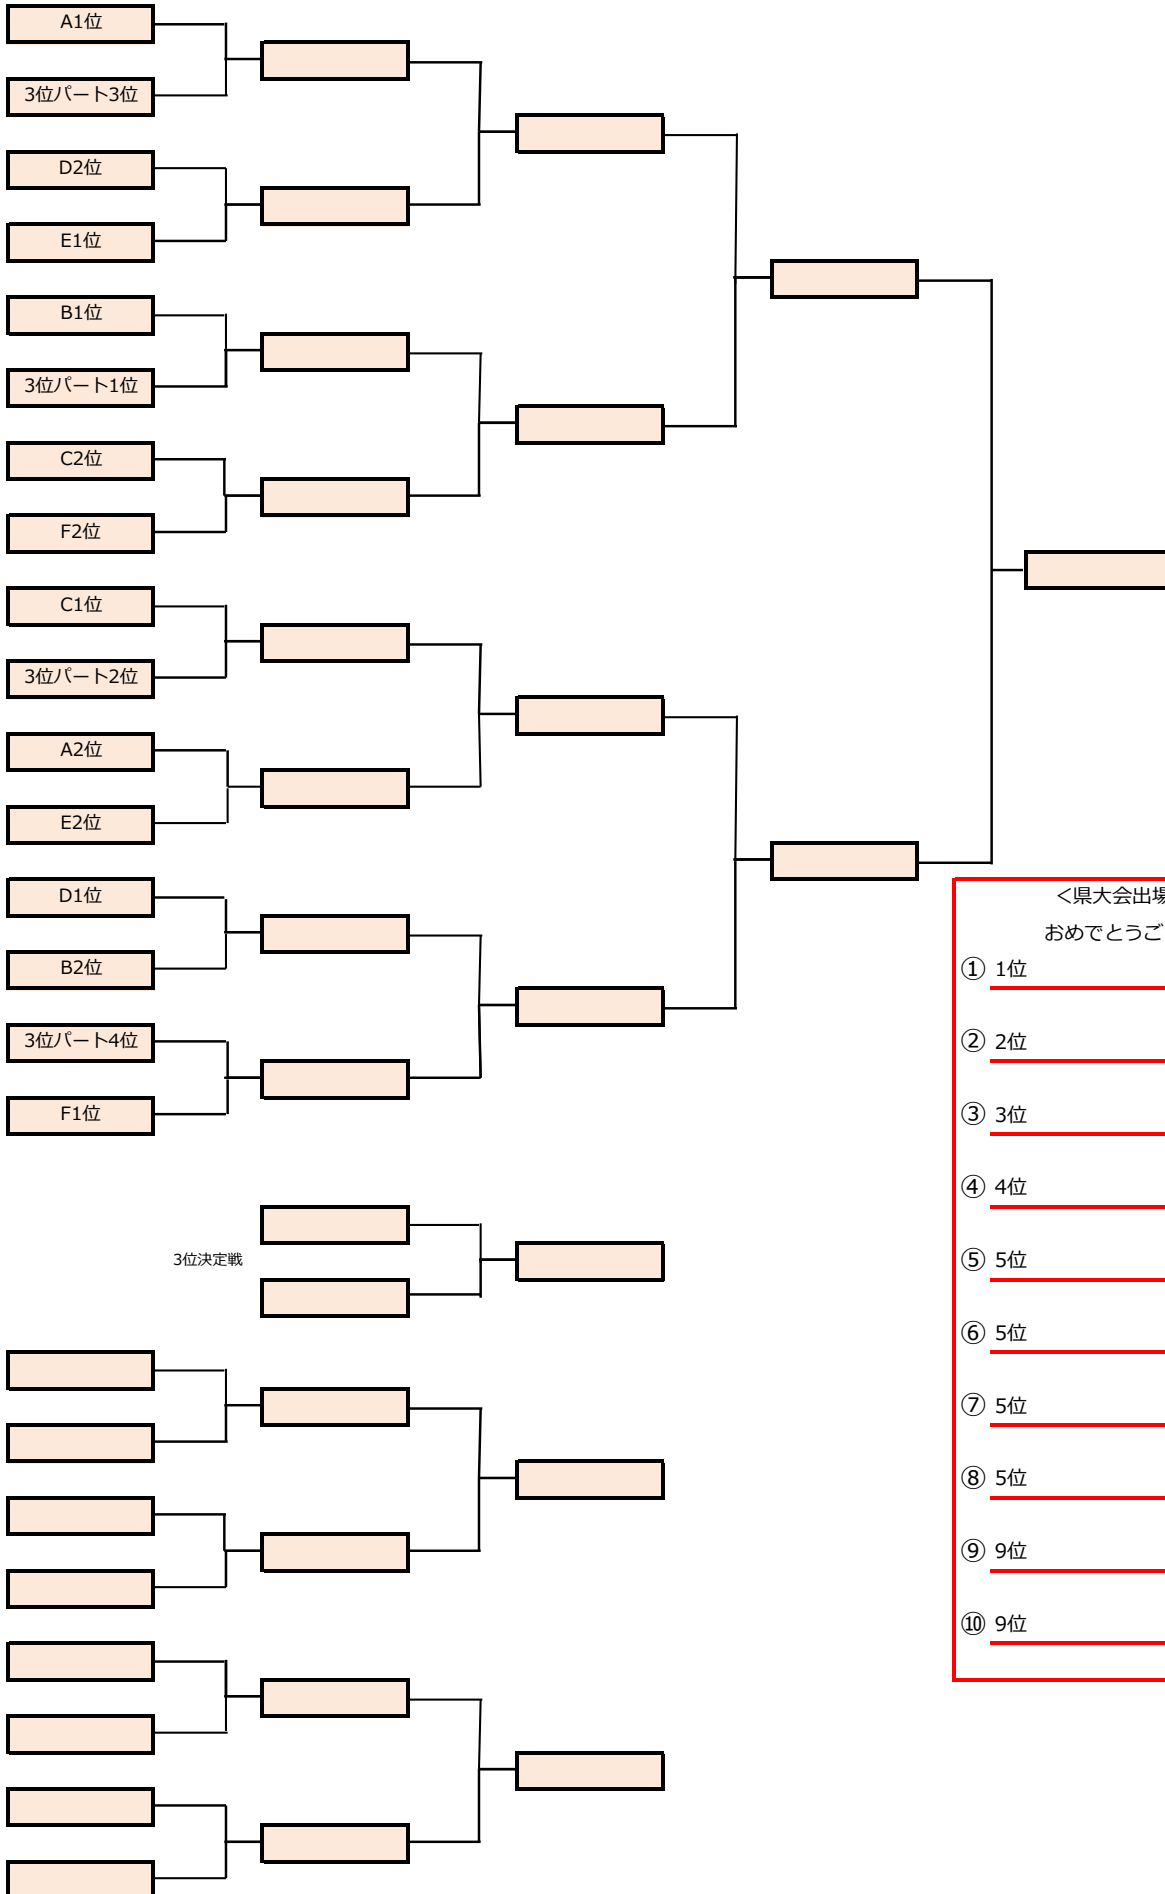 A1位
3位パート3位
D2位
E1位
B1位
3位パート1位
C2位
F2位
C1位
3位パート2位
A2位
E2位
D1位
B2位
3位パート4位
F1位
3位決定戦
<県大会出場
おめでとうご
① 1位
② 2位
③ 3位
④ 4位
⑤ 5位
⑥ 5位
⑦ 5位
⑧ 5位
⑨ 9位
⑩ 9位